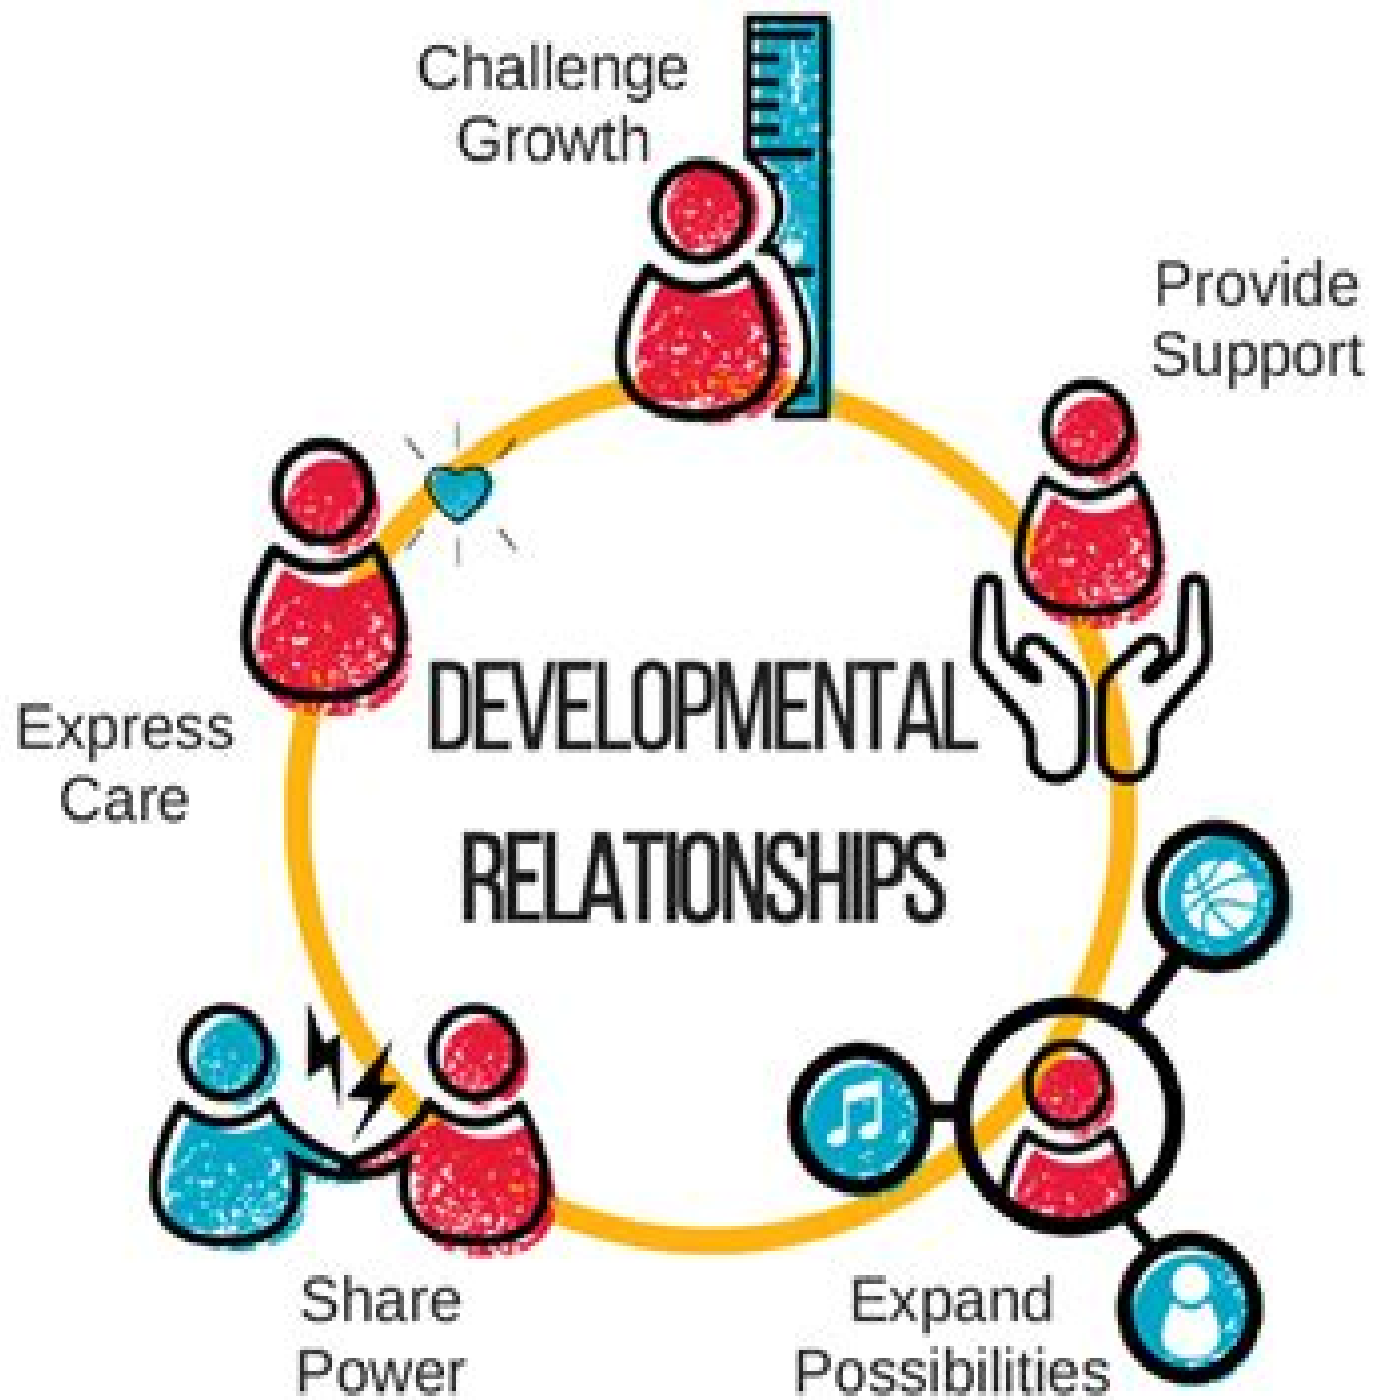 Challenge
Growth
Provide
Support
Express
Care
DEVELOPMENTAL
RELATIONSHIPS
Share
Power
Expand
Possibilities